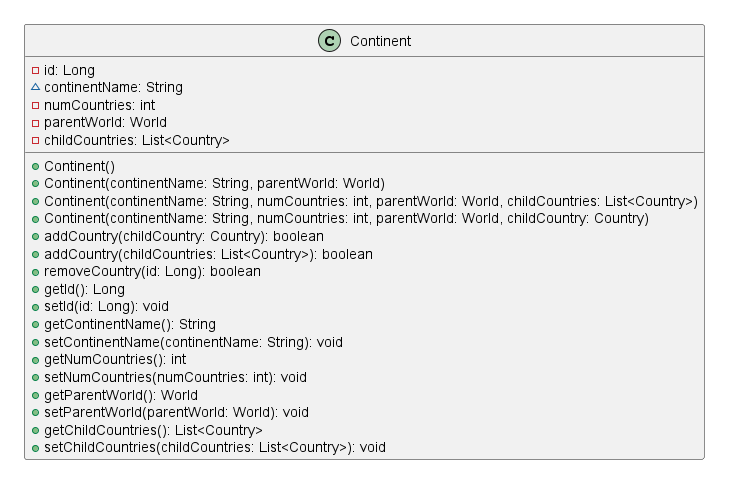 C Continent
id: Long
continentName: String
numCountries: int
parentWorld: World
childCountries: List<Country>
Continent()
Continent(continentName: String, parentWorld: World)
Continent(continentName: String, numCountries: int, parentWorld: World, childCountries: List<Country>)
Continent(continentName: String, numCountries: int, parentWorld: World, childCountry: Country)
addCountry(childCountry: Country): boolean
addCountry(childCountries: List<Country>): boolean
removeCountry(id: Long): boolean
getId(): Long
setId(id: Long): void
getContinentName(): String
setContinentName(continentName: String): void
getNumCountries(): int
setNumCountries(numCountries: int): void
getParentWorld(): World
setParentWorld(parentWorld: World): void
getChildCountries(): List<Country>
setChildCountries(childCountries: List<Country>): void